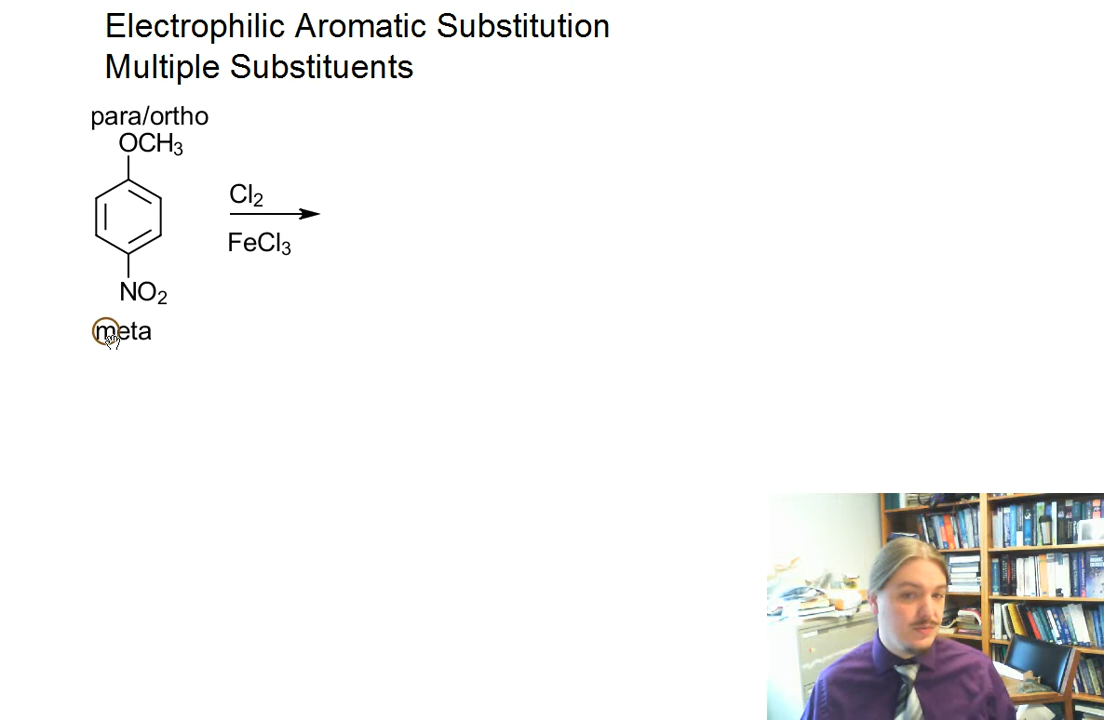 Electrophilic Aromatic Substitution
Multiple Substituents
para/ortho
OCH3
Cl2
FeCl3
NO2
meta